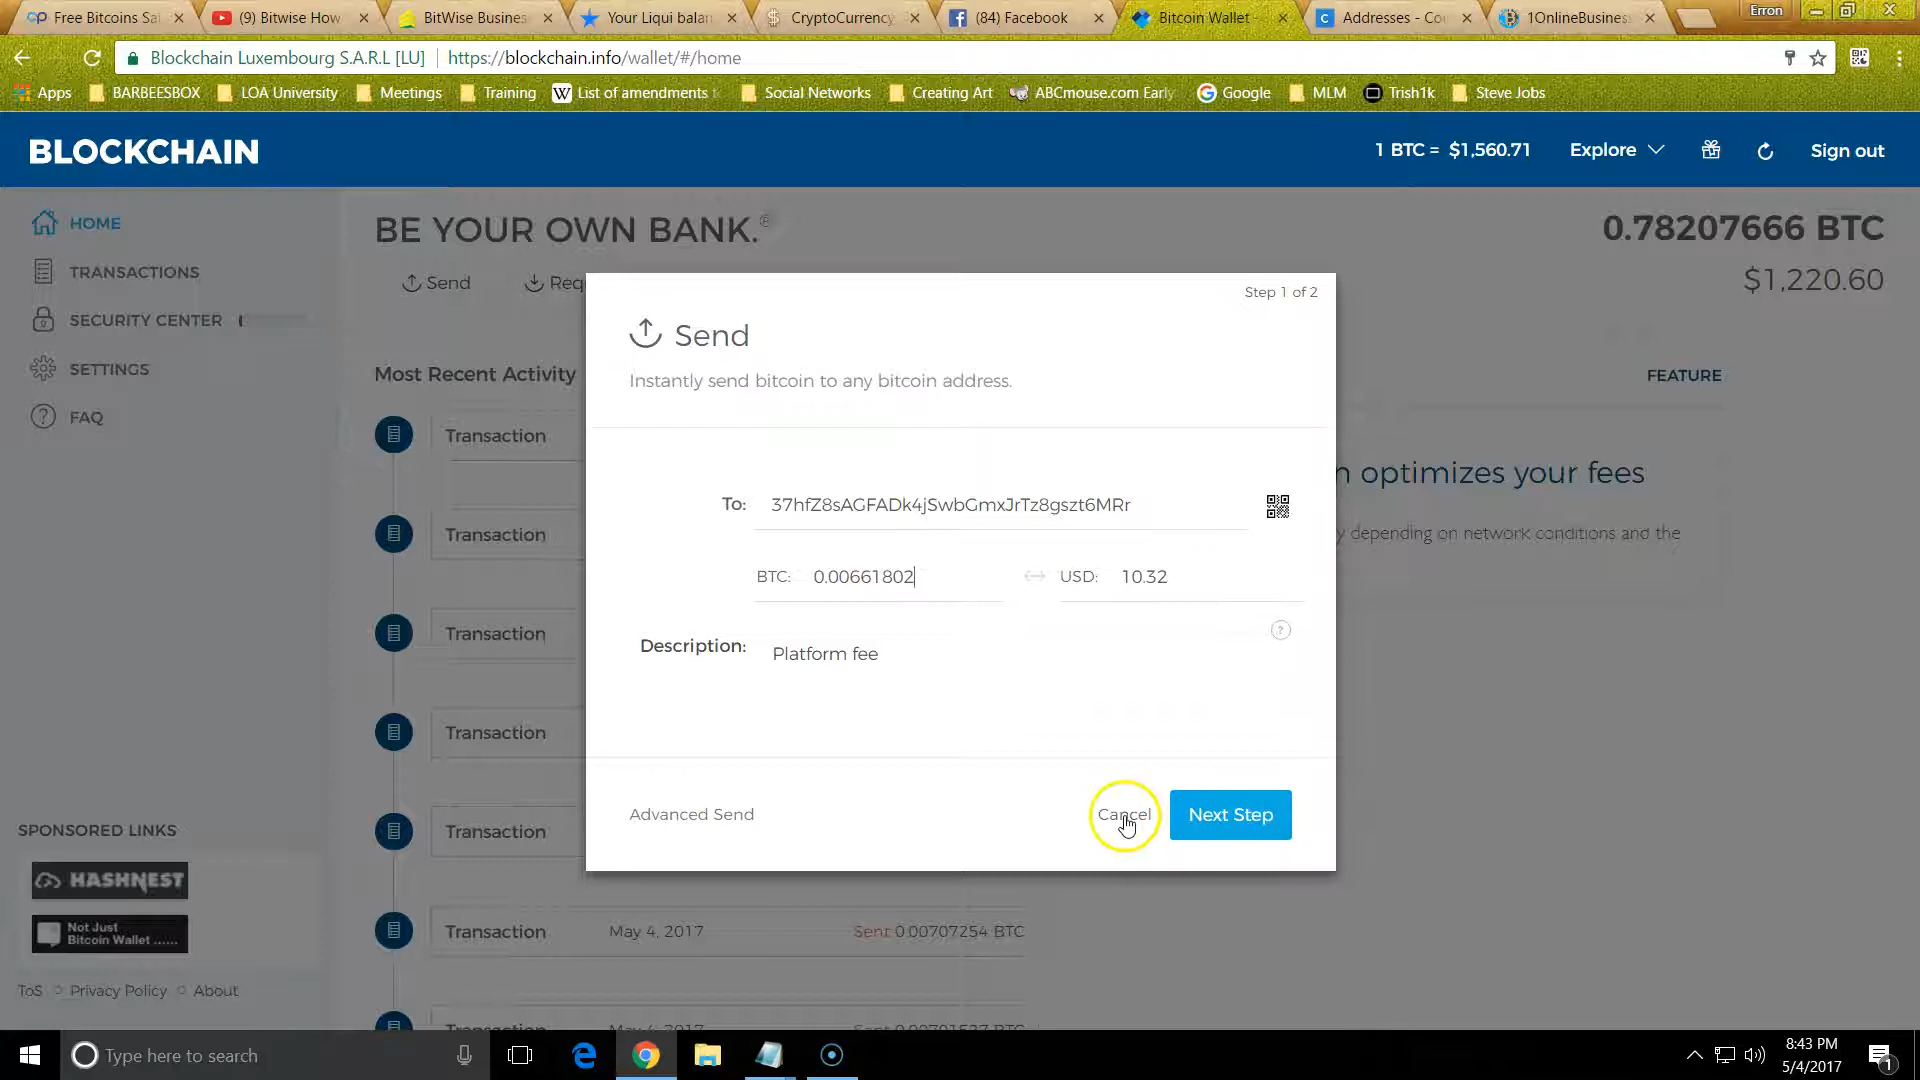 Free Bitcoins Sa
(9) Bitwise How
BitWise Busines
Your Liqui balan
CryptoCurrency
(84) Facebook
Bitcoin Wallet
Addresses - Co
1OnlineBusines
Erron
Blockchain Luxembourg S.A.R.L [LU]
https://blockchain.info/wallet/#/home
Apps
BARBEESBOX
LOA University
Meetings
Training
List of amendments t
Social Networks
Creating Art
ABCmouse.com Early
Google
MLM
Trish1k
Steve Jobs
BLOCKCHAIN
1 BTC = $1,560.71
Explore
Sign out
HOME
TRANSACTIONS
SECURITY CENTER
SETTINGS
FAQ
BE YOUR OWN BANK.®
0.78207666 BTC
$1,220.60
Send
Req
Most Recent Activity
FEATURE
Transaction
Transaction
Transaction
Transaction
Transaction
Transaction May 4, 2017 Sent 0.00707254 BTC
n optimizes your fees
y depending on network conditions and the
Step 1 of 2
Send
Instantly send bitcoin to any bitcoin address.
To: 37hfZ8sAGFADk4jSwbGmxJrTz8gszt6MRr
BTC: 0.00661802
USD: 10.32
Description: Platform fee
Advanced Send
Cancel
Next Step
SPONSORED LINKS
HASHNEST
Not Just
Bitcoin Wallet ......
ToS
Privacy Policy
About
Type here to search
8:43 PM
5/4/2017
1